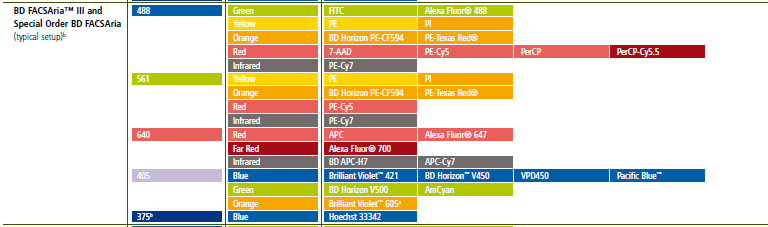 BD FACSAria™ III and Special Order BD FACSAria (typical setup)ᵇ
488 Green FITC Alexa Fluor® 488
Yellow PE PI
Orange BD Horizon PE-CF594 PE-Texas Red®
Red 7-AAD PE-Cy5 PerCP PerCP-Cy5.5
Infrared PE-Cy7
561 Yellow PE PI
Orange BD Horizon PE-CF594 PE-Texas Red®
Red PE-Cy5
Infrared PE-Cy7
640 Red APC Alexa Fluor® 647
Far Red Alexa Fluor® 700
Infrared BD APC-H7 APC-Cy7
405 Blue Brilliant Violet™ 421 BD Horizon™ V450 VPD450 Pacific Blue™
Green BD Horizon V500 AmCyan
Orange Brilliant Violet™ 605ᵃ
375ᵇ Blue Hoechst 33342